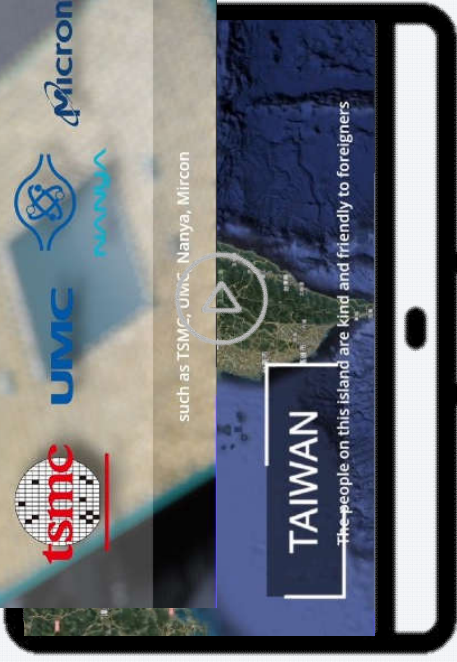 tsmc
UMC
NANYA
Micron
such as TSMC, UMC, Nanya, Mircon
TAIWAN
The people on this island are kind and friendly to foreigners